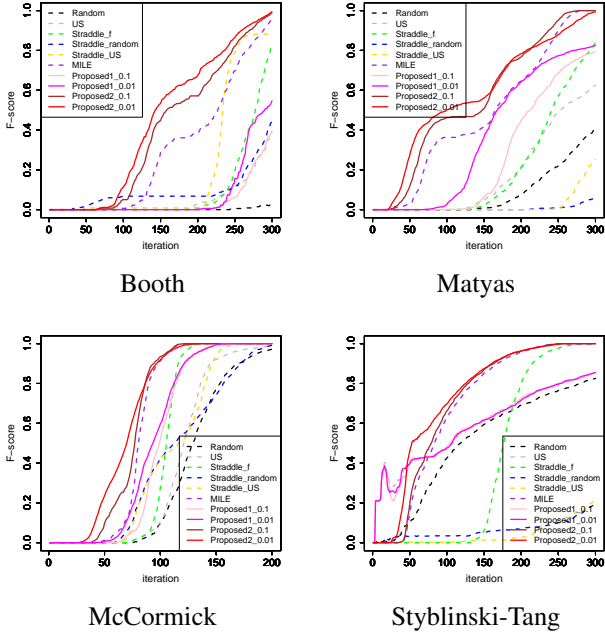 F−score
0.0 0.2 0.4 0.6 0.8 1.0
Random
US
Straddle_f
Straddle_random
Straddle_US
MILE
Proposed1_0.1
Proposed1_0.01
Proposed2_0.1
Proposed2_0.01
0 50 100 150 200 250 300
iteration
Booth
F−score
0.0 0.2 0.4 0.6 0.8 1.0
Random
US
Straddle_f
Straddle_random
Straddle_US
MILE
Proposed1_0.1
Proposed1_0.01
Proposed2_0.1
Proposed2_0.01
0 50 100 150 200 250 300
iteration
Matyas
F−score
0.0 0.2 0.4 0.6 0.8 1.0
Random
US
Straddle_f
Straddle_random
Straddle_US
MILE
Proposed1_0.1
Proposed1_0.01
Proposed2_0.1
Proposed2_0.01
0 50 100 150 200
iteration
McCormick
F−score
0.0 0.2 0.4 0.6 0.8 1.0
Random
US
Straddle_f
Straddle_random
Straddle_US
MILE
Proposed1_0.1
Proposed1_0.01
Proposed2_0.1
Proposed2_0.01
0 50 100 150 200 250 300
iteration
Styblinski-Tang